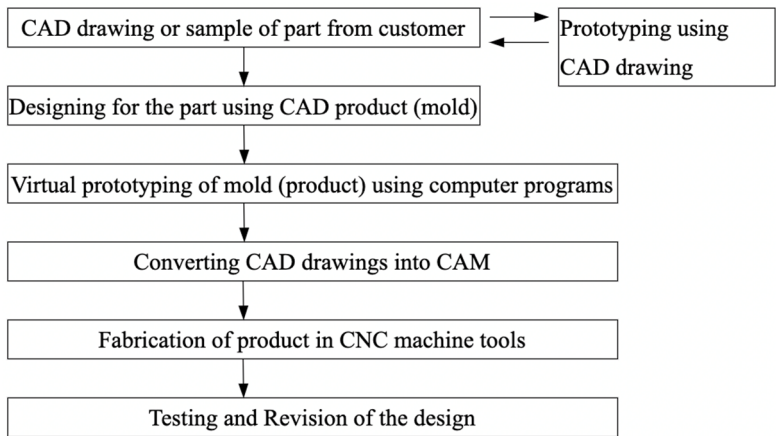 CAD drawing or sample of part from customer
Prototyping using
CAD drawing
Designing for the part using CAD product (mold)
Virtual prototyping of mold (product) using computer programs
Converting CAD drawings into CAM
Fabrication of product in CNC machine tools
Testing and Revision of the design